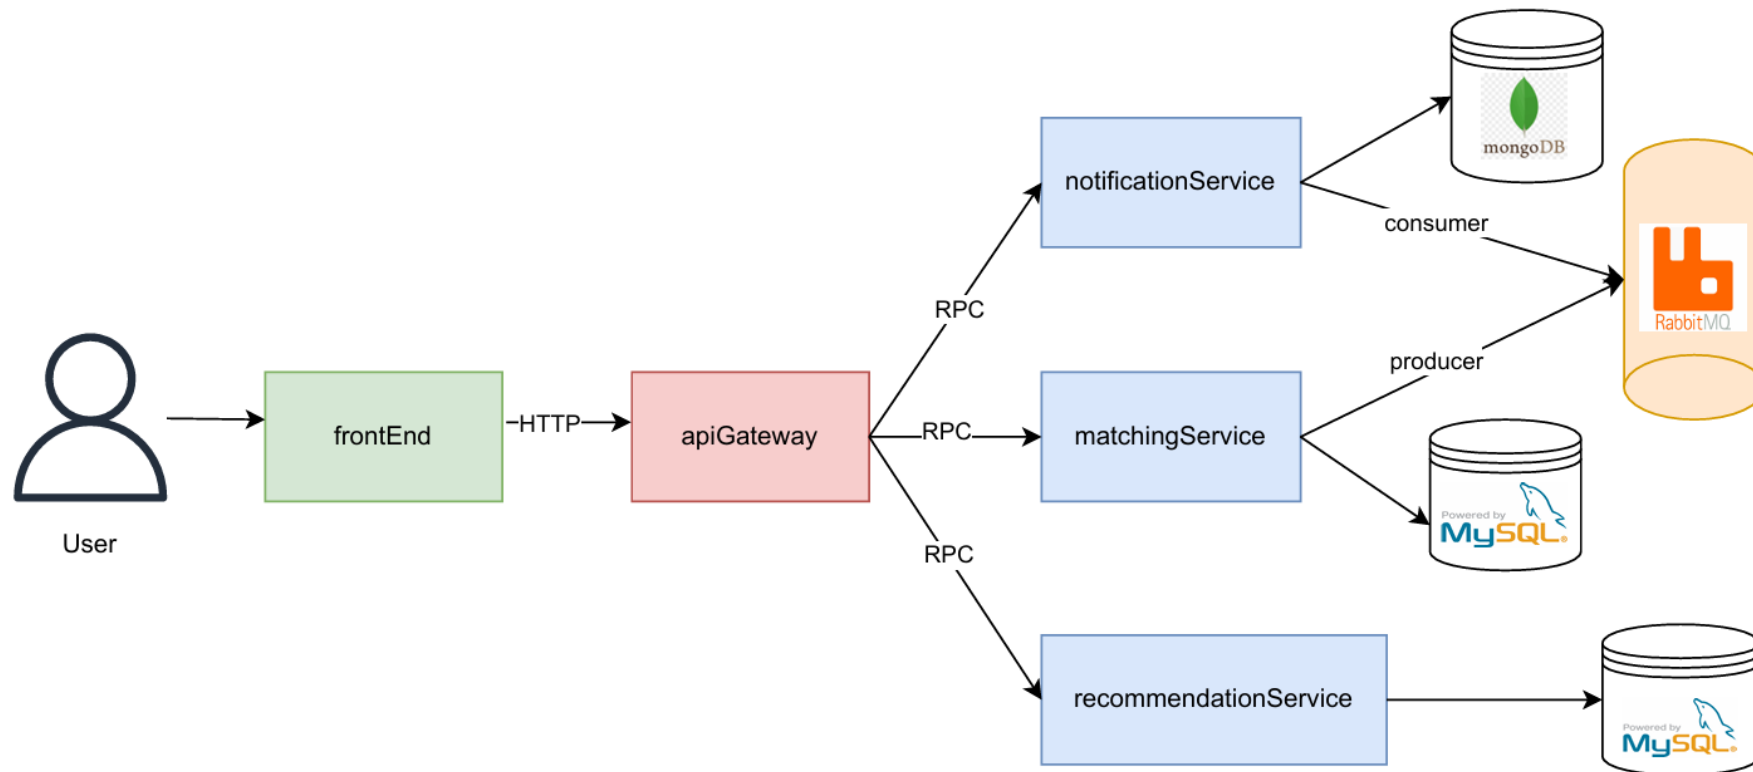 mongoDB
notificationService
consumer
RPC
RabbitMQ
producer
User
frontEnd
HTTP
apiGateway
RPC
matchingService
Powered by
MySQL®
RPC
recommendationService
Powered by
MySQL®